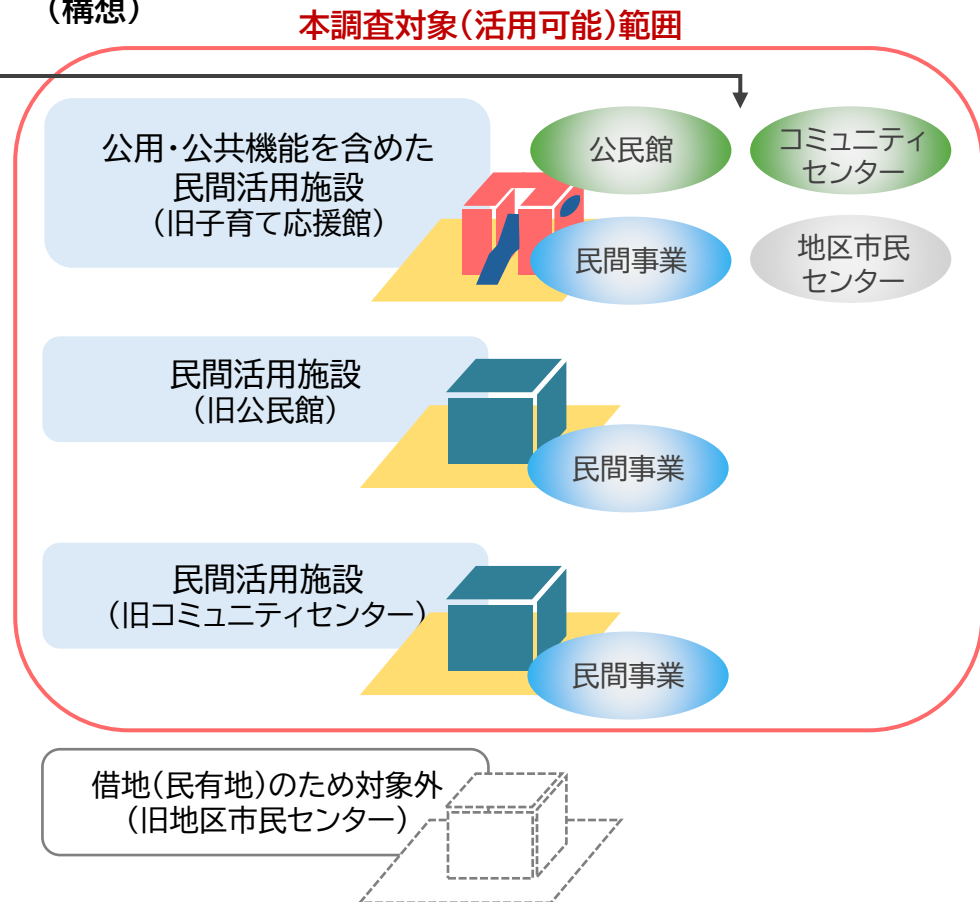 (構想)
本調査対象(活用可能)範囲
公用・公共機能を含めた
民間活用施設
(旧子育て応援館)
公民館
コミュニティ
センター
民間事業
地区市民
センター
民間活用施設
(旧公民館)
民間事業
民間活用施設
(旧コミュニティセンター)
民間事業
借地(民有地)のため対象外
(旧地区市民センター)